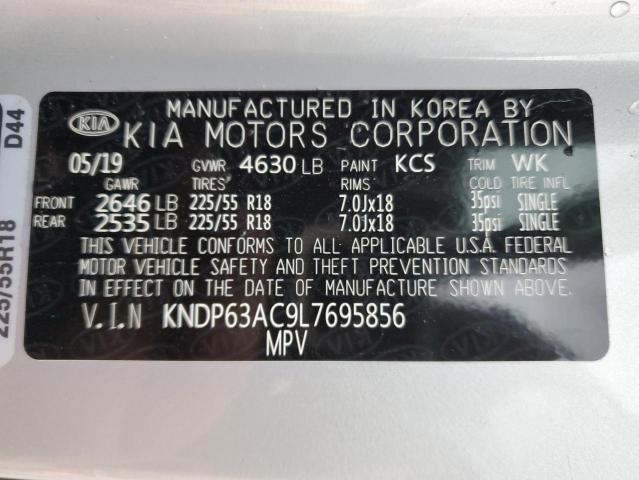 MANUFACTURED IN KOREA BY
KIA KIA MOTORS CORPORATION
05/19 GVWR 4630 LB PAINT KCS TRIM WK
GAWR TIRES RIMS COLD TIRE INFL
FRONT 2646 LB 225/55 R18 7.0Jx18 35psi SINGLE
REAR 2535 LB 225/55 R18 7.0Jx18 35psi SINGLE
THIS VEHICLE CONFORMS TO ALL APPLICABLE U.S.A. FEDERAL
MOTOR VEHICLE SAFETY AND THEFT PREVENTION STANDARDS
IN EFFECT ON THE DATE OF MANUFACTURE SHOWN ABOVE.
V.I.N KNDP63AC9L7695856
MPV
225/55R18 D44